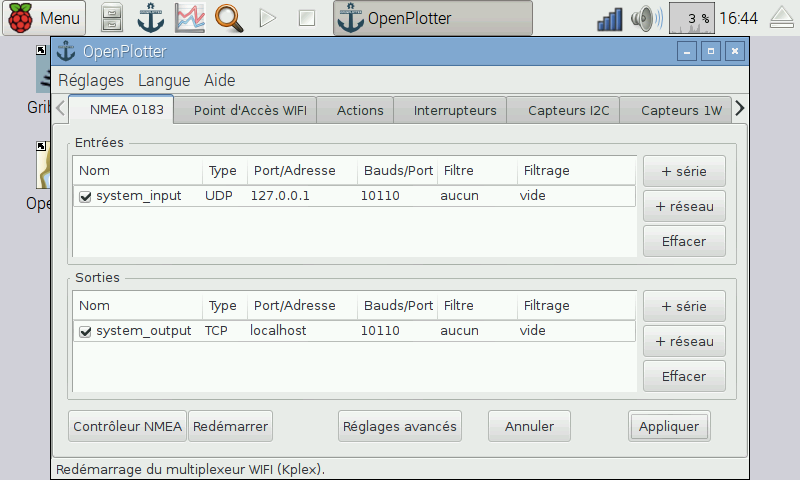 Menu OpenPlotter 3 % 16:44
OpenPlotter
Réglages Langue Aide
NMEA 0183 Point d'Accès WIFI Actions Interrupteurs Capteurs I2C Capteurs 1W
Entrées
Nom Type Port/Adresse Bauds/Port Filtre Filtrage
system_input UDP 127.0.0.1 10110 aucun vide
+ série
+ réseau
Effacer
Sorties
Nom Type Port/Adresse Bauds/Port Filtre Filtrage
system_output TCP localhost 10110 aucun vide
+ série
+ réseau
Effacer
Contrôleur NMEA Redémarrer Réglages avancés Annuler Appliquer
Redémarrage du multiplexeur WIFI (Kplex).
Grib
Ope